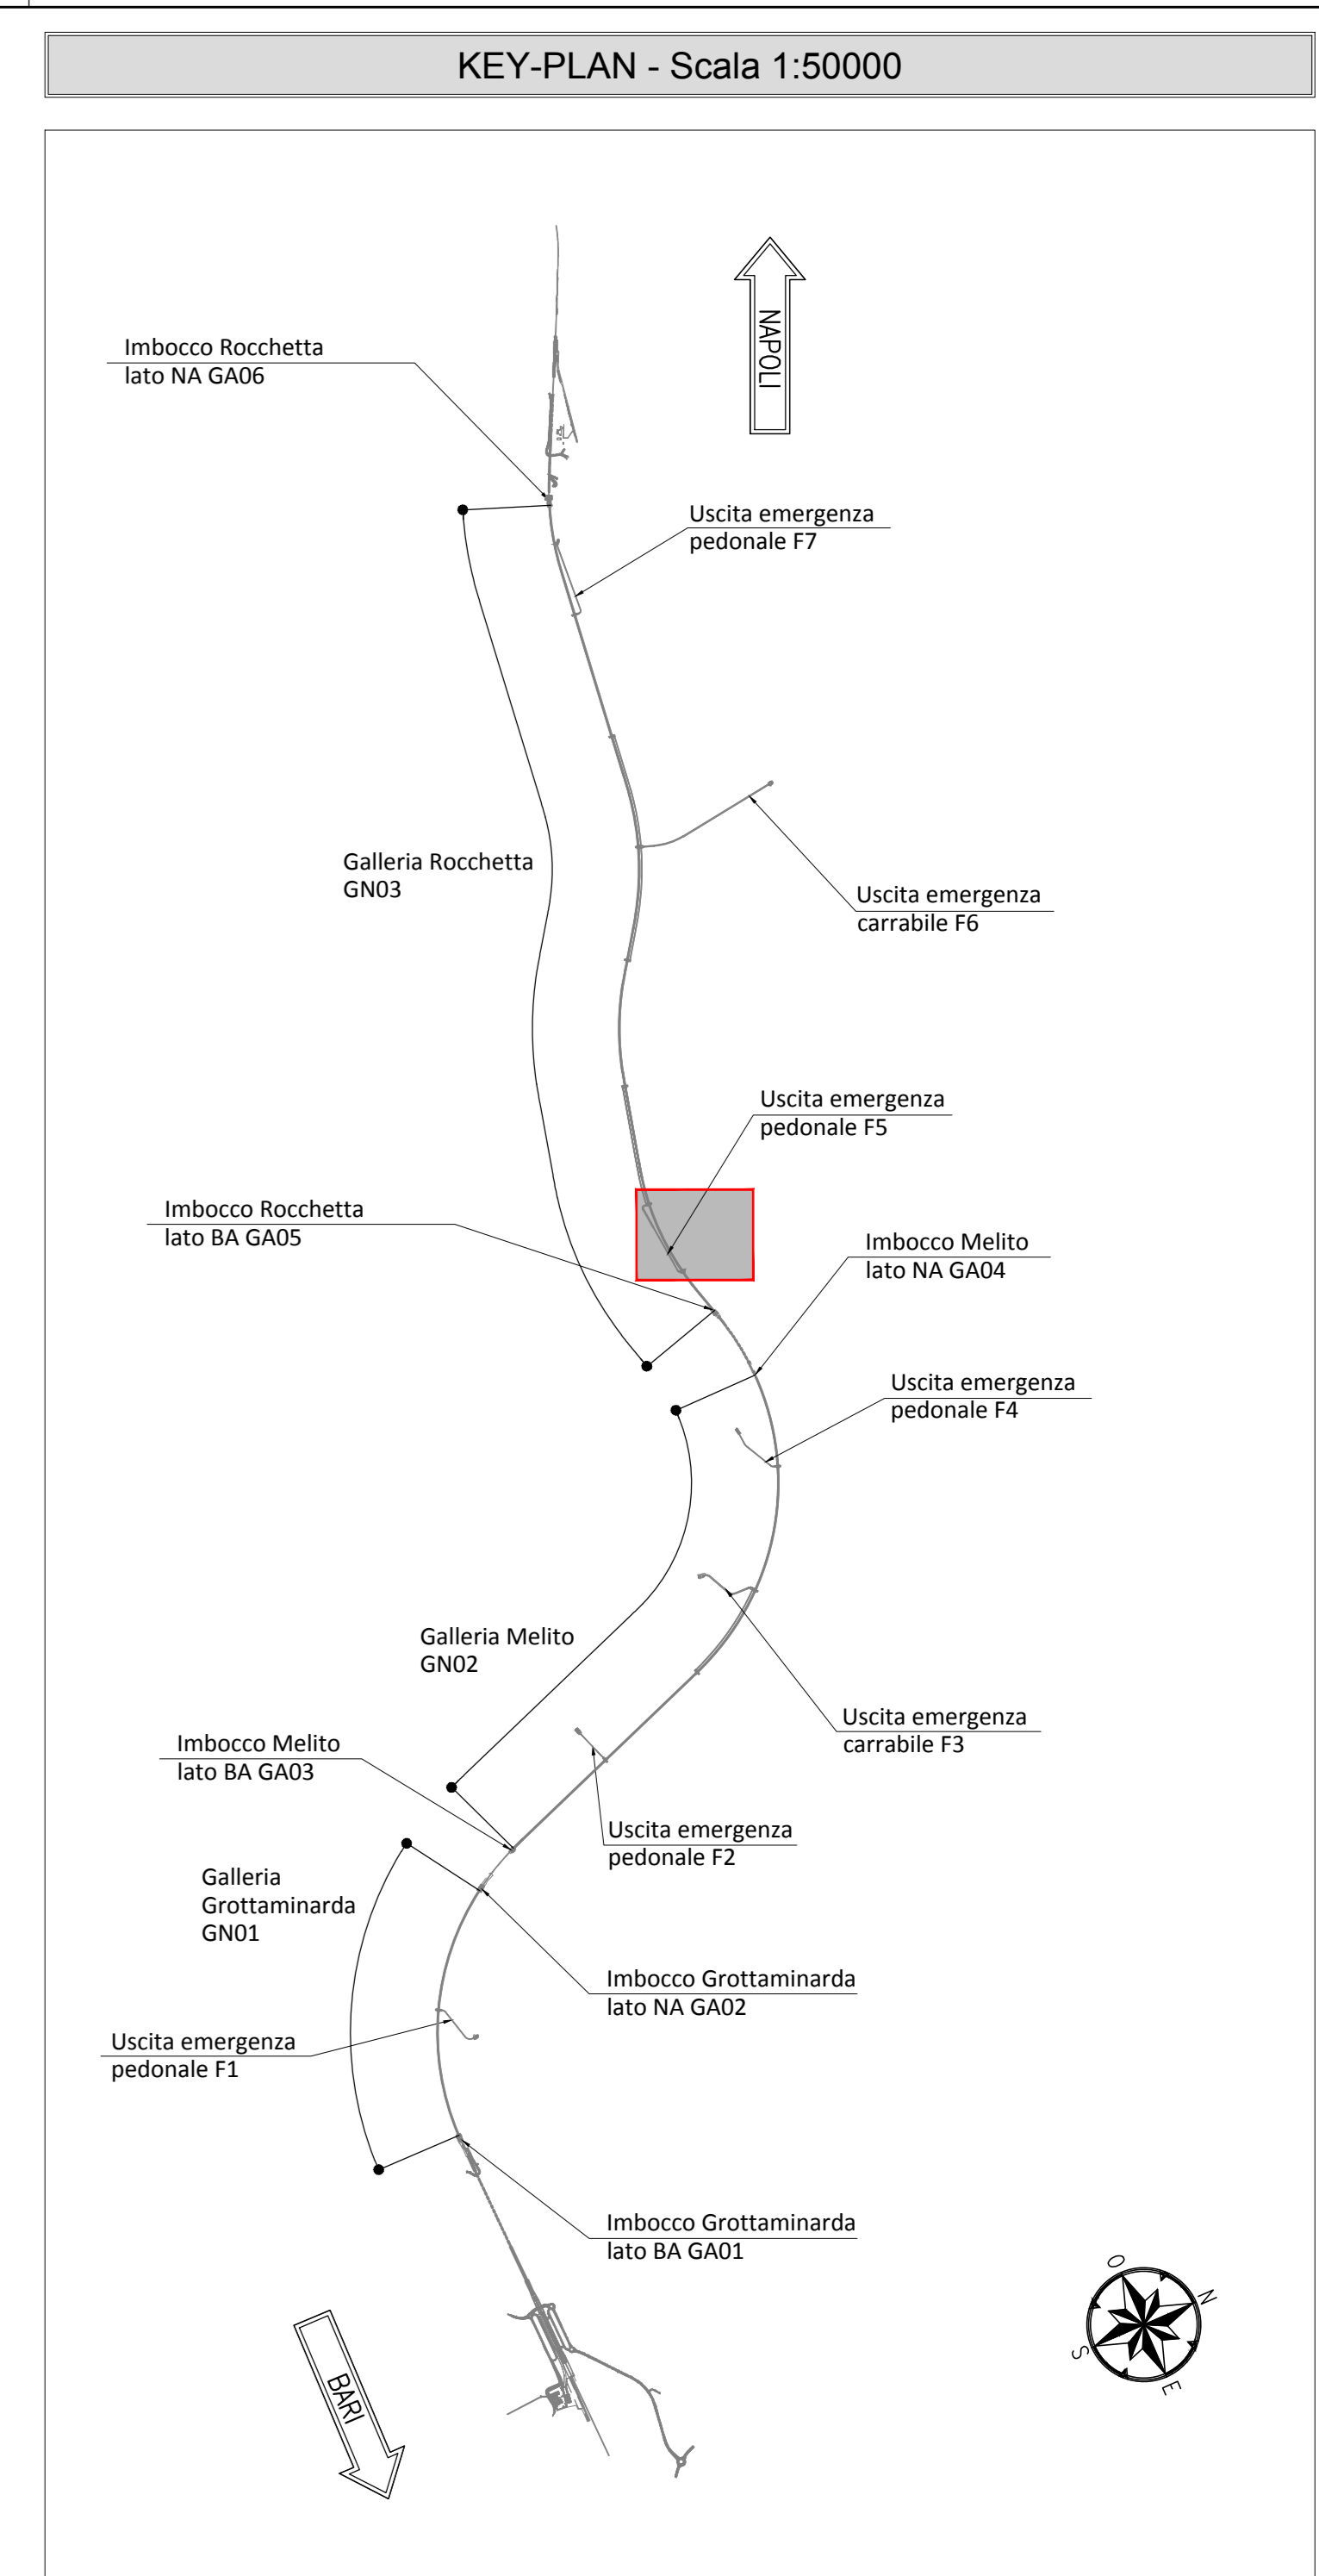 KEY-PLAN - Scala 1:50000
NAPOLI
Imbocco Rocchetta
lato NA GA06
Uscita emergenza
pedonale F7
Galleria Rocchetta
GN03
Uscita emergenza
carrabile F6
Uscita emergenza
pedonale F5
Imbocco Rocchetta
lato BA GA05
Imbocco Melito
lato NA GA04
Uscita emergenza
pedonale F4
Galleria Melito
GN02
Uscita emergenza
carrabile F3
Imbocco Melito
lato BA GA03
Uscita emergenza
pedonale F2
Galleria
Grottaminarda
GN01
Imbocco Grottaminarda
lato NA GA02
Uscita emergenza
pedonale F1
Imbocco Grottaminarda
lato BA GA01
O
N
S
E
BARI